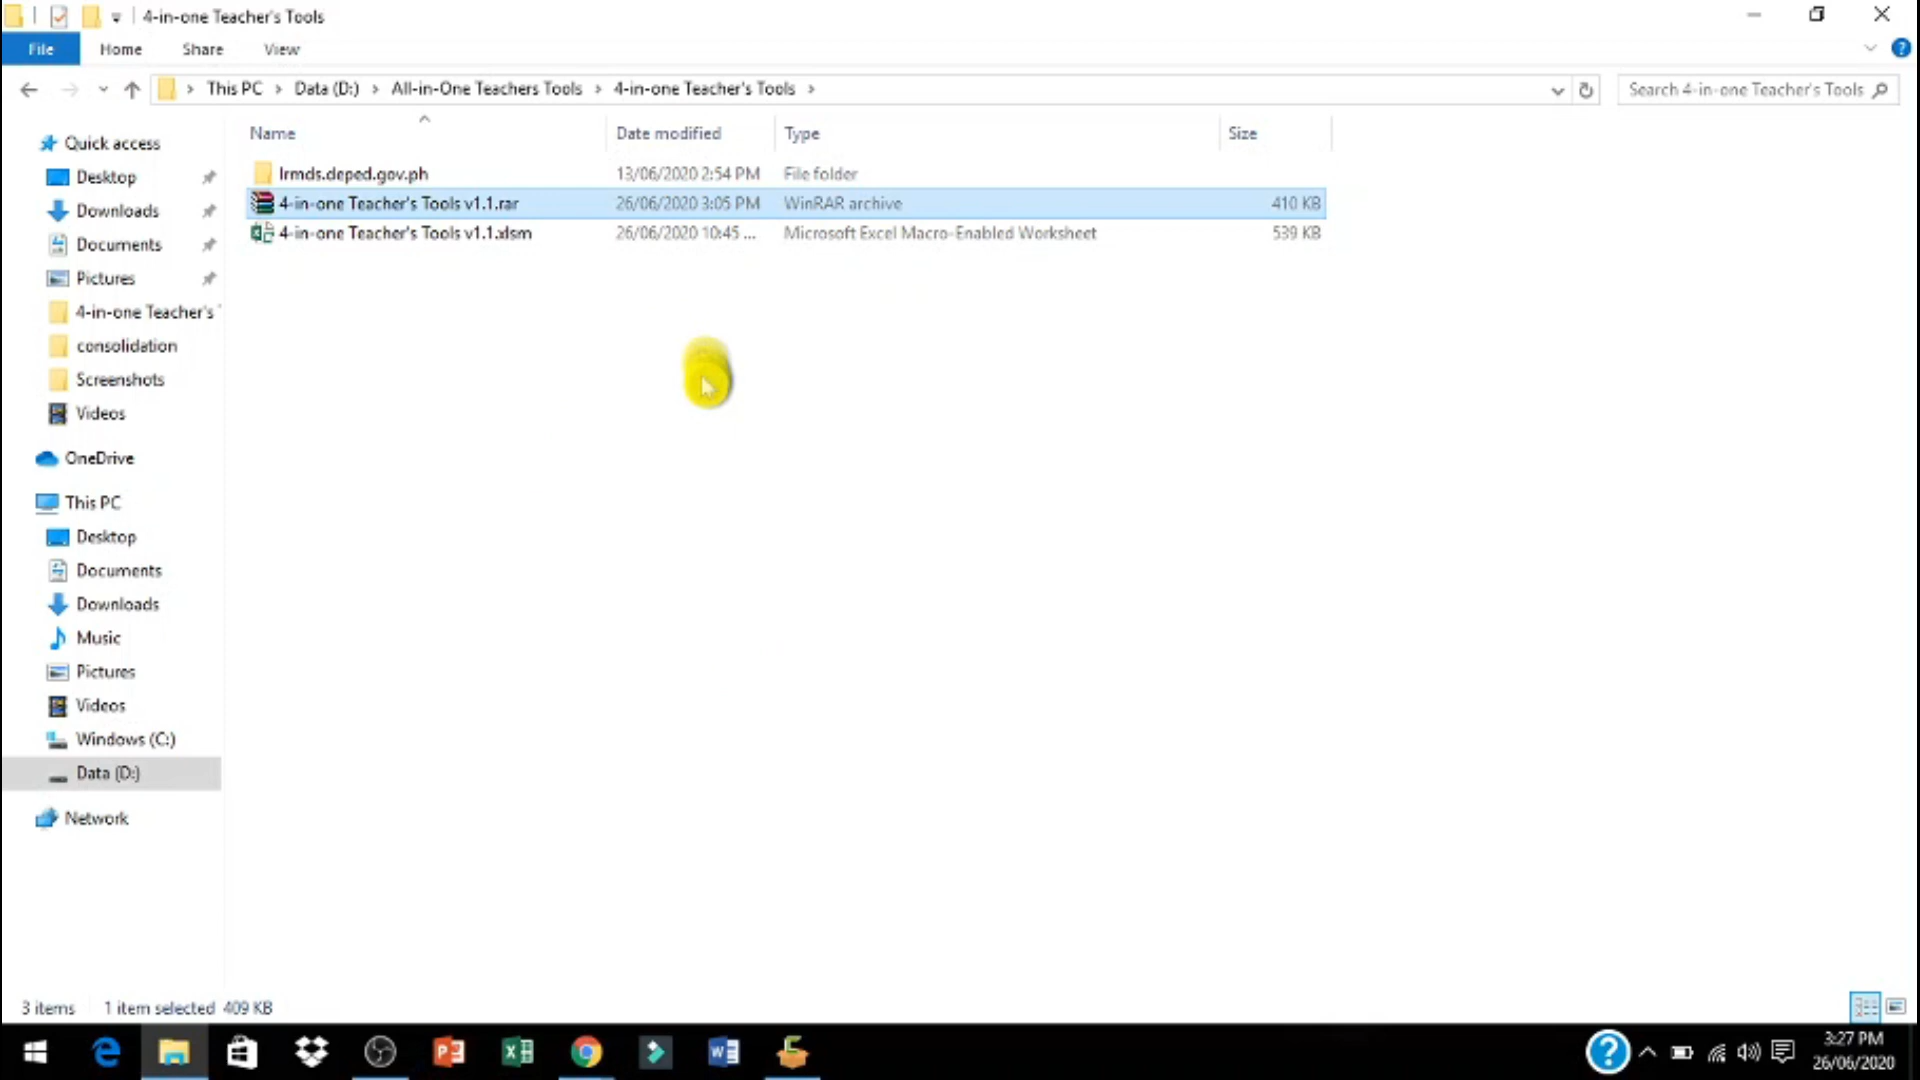 4-in-one Teacher's Tools
File Home Share View
This PC Data (D:) All-in-One Teachers Tools 4-in-one Teacher's Tools
Search 4-in-one Teacher's Tools
Name Date modified Type Size
lrmds.deped.gov.ph 13/06/2020 2:54 PM File folder
4-in-one Teacher's Tools v1.1.rar 26/06/2020 3:05 PM WinRAR archive 410 KB
4-in-one Teacher's Tools v1.1.xlsm 26/06/2020 10:45 ... Microsoft Excel Macro-Enabled Worksheet 539 KB
Quick access
Desktop
Downloads
Documents
Pictures
4-in-one Teacher's
consolidation
Screenshots
Videos
OneDrive
This PC
Desktop
Documents
Downloads
Music
Pictures
Videos
Windows (C:)
Data (D:)
Network
3 items 1 item selected 409 KB
3:27 PM
26/06/2020